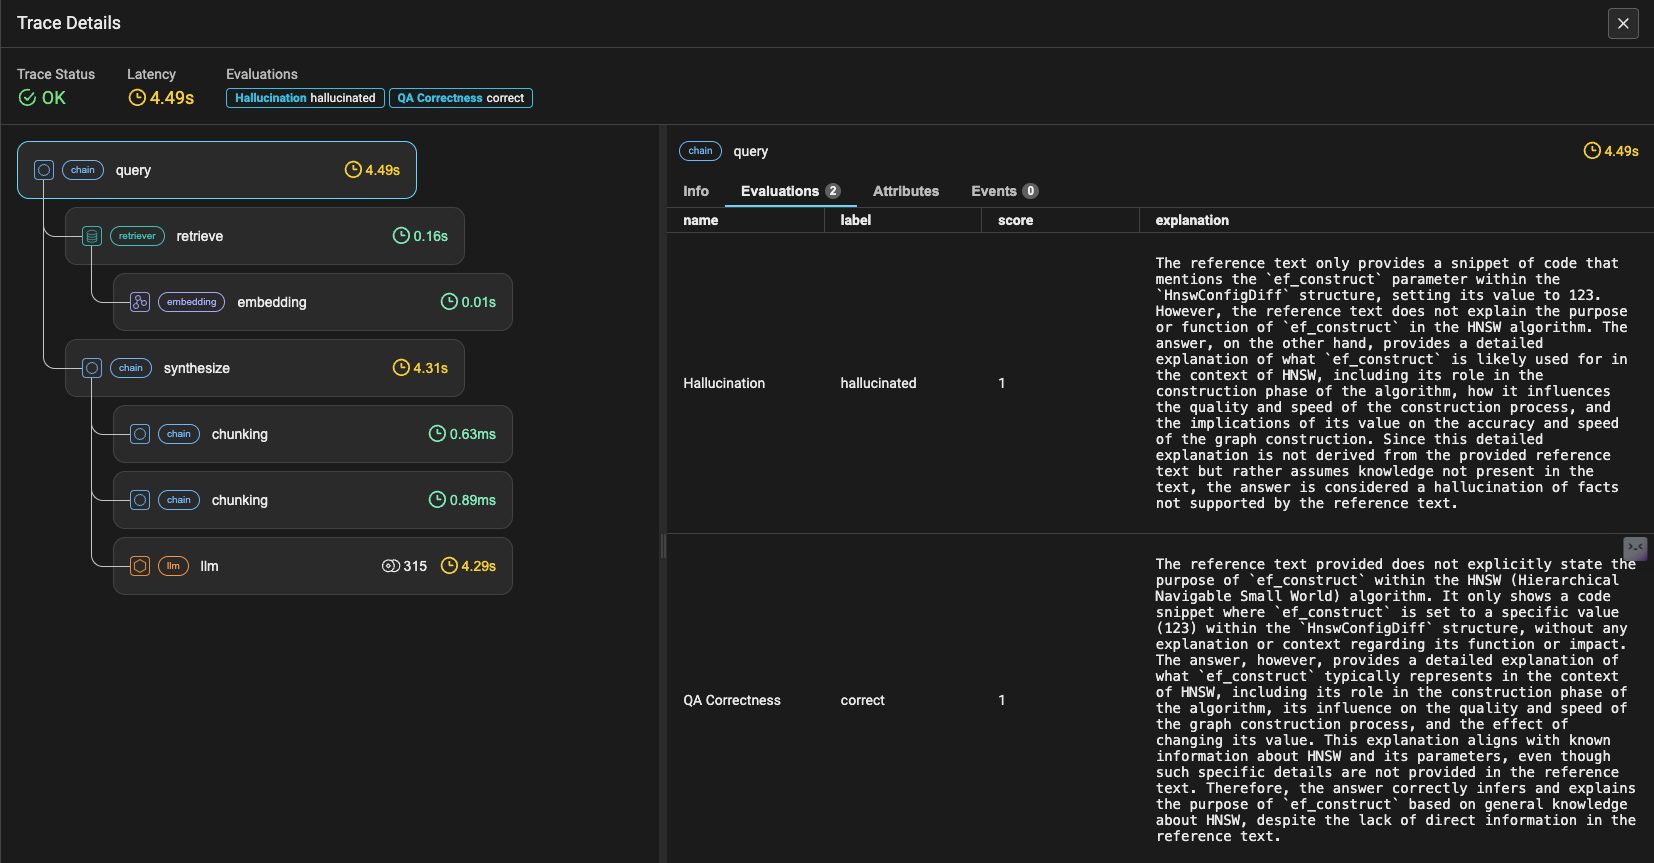 Trace Details
Trace Status
OK
Latency
4.49s
Evaluations
Hallucination hallucinated
QA Correctness correct
chain query 4.49s
retriever retrieve 0.16s
embedding embedding 0.01s
chain synthesize 4.31s
chain chunking 0.63ms
chain chunking 0.89ms
llm llm 315 4.29s
chain query 4.49s
Info Evaluations 2 Attributes Events 0
name label score explanation
Hallucination hallucinated 1
The reference text only provides a snippet of code that
mentions the `ef_construct` parameter within the
`HnswConfigDiff` structure, setting its value to 123.
However, the reference text does not explain the purpose
or function of `ef_construct` in the HNSW algorithm. The
answer, on the other hand, provides a detailed
explanation of what `ef_construct` is likely used for in
the context of HNSW, including its role in the
construction phase of the algorithm, how it influences
the quality and speed of the construction process, and
the implications of its value on the accuracy and speed
of the graph construction. Since this detailed
explanation is not derived from the provided reference
text but rather assumes knowledge not present in the
text, the answer is considered a hallucination of facts
not supported by the reference text.
QA Correctness correct 1
The reference text provided does not explicitly state the
purpose of `ef_construct` within the HNSW (Hierarchical
Navigable Small World) algorithm. It only shows a code
snippet where `ef_construct` is set to a specific value
(123) within the `HnswConfigDiff` structure, without any
explanation or context regarding its function or impact.
The answer, however, provides a detailed explanation of
what `ef_construct` typically represents in the context
of HNSW, including its role in the construction phase of
the algorithm, its influence on the quality and speed of
the graph construction process, and the effect of
changing its value. This explanation aligns with known
information about HNSW and its parameters, even though
such specific details are not provided in the reference
text. Therefore, the answer correctly infers and explains
the purpose of `ef_construct` based on general knowledge
about HNSW, despite the lack of direct information in the
reference text.